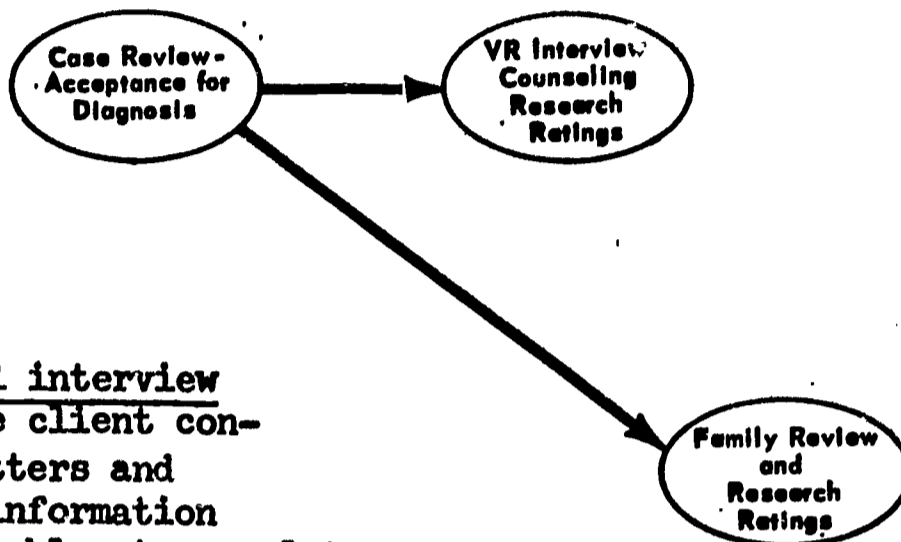 Case Review-
Acceptance for
Diagnosis
VR Interview
Counseling
Research
Ratings
interview
client con-
and
information
Family Review
and
Research
Ratings